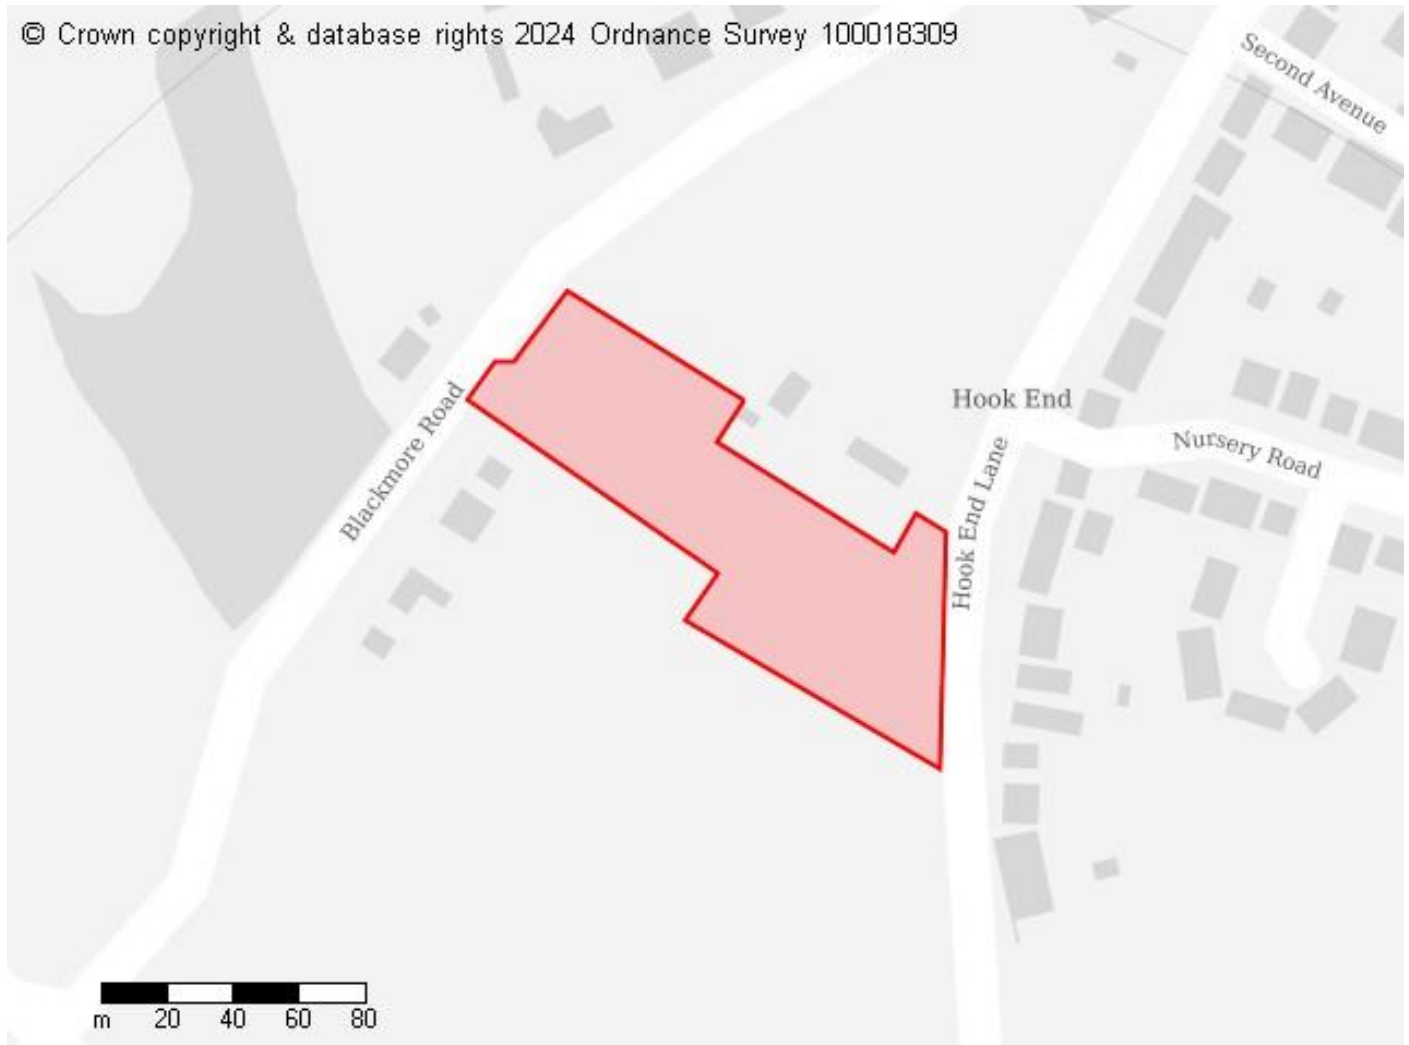 © Crown copyright & database rights 2024 Ordnance Survey 100018309
Second Avenue
Blackmore Road
Hook End
Hook End Lane
Nursery Road
m 20 40 60 80